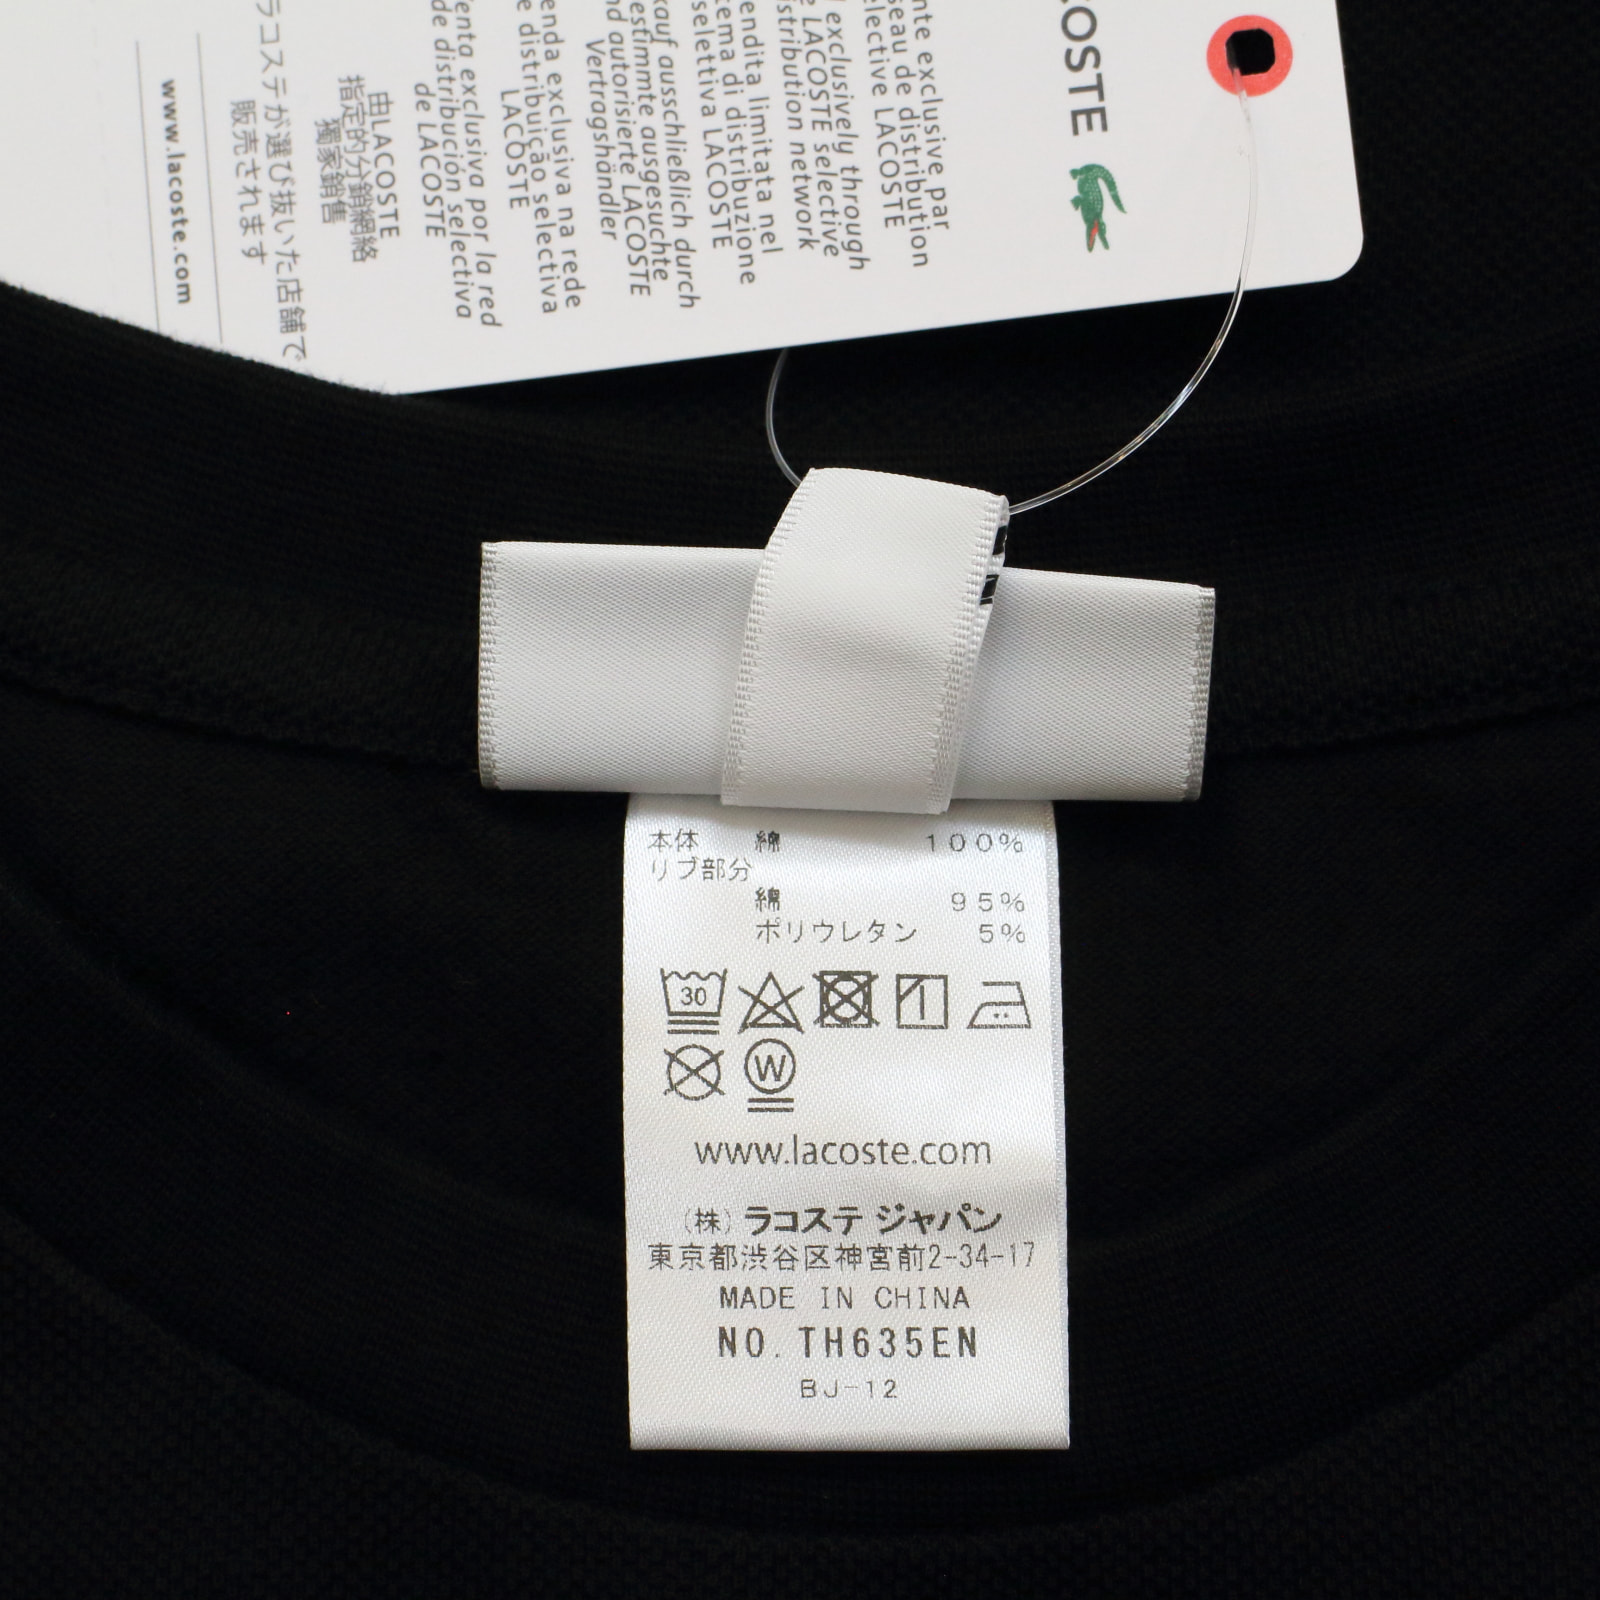 COSTE
nte exclusive par
seau de distribution
élective LACOSTE
exclusively through
LACOSTE selective
distribution network
endita limitata nel
tema di distribuzione
selettiva LACOSTE
kauf ausschließlich durch
estimmte ausgesuchte
nd autorisierte LACOSTE
Vertragshändler
enda exclusiva na rede
e distribuição selectiva
LACOSTE
enta exclusiva por la red
de distribución selectiva
de LACOSTE
由LACOSTE
指定的分銷網絡
獨家銷售
ラコステが選び抜いた店舗で
販売されます
www.lacoste.com
本体 綿 100%
リブ部分
綿 95%
ポリウレタン 5%
30
W
www.lacoste.com
(株) ラコステ ジャパン
東京都渋谷区神宮前2-34-17
MADE IN CHINA
NO. TH635EN
BJ-12